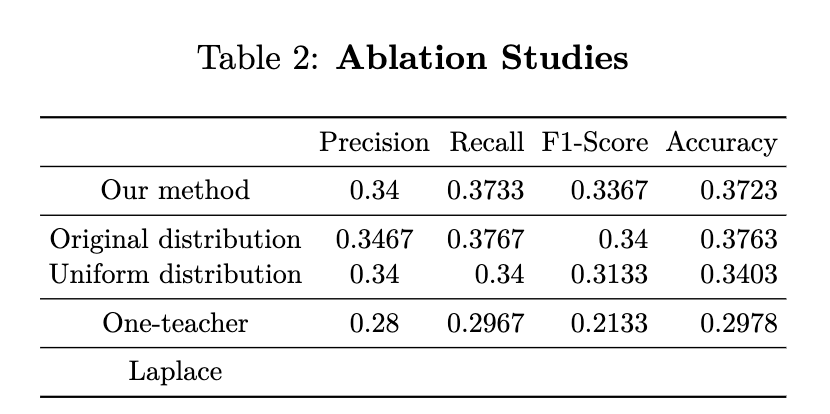 Table 2: Ablation Studies
Precision Recall F1-Score Accuracy
Our method 0.34 0.3733 0.3367 0.3723
Original distribution 0.3467 0.3767 0.34 0.3763
Uniform distribution 0.34 0.34 0.3133 0.3403
One-teacher 0.28 0.2967 0.2133 0.2978
Laplace